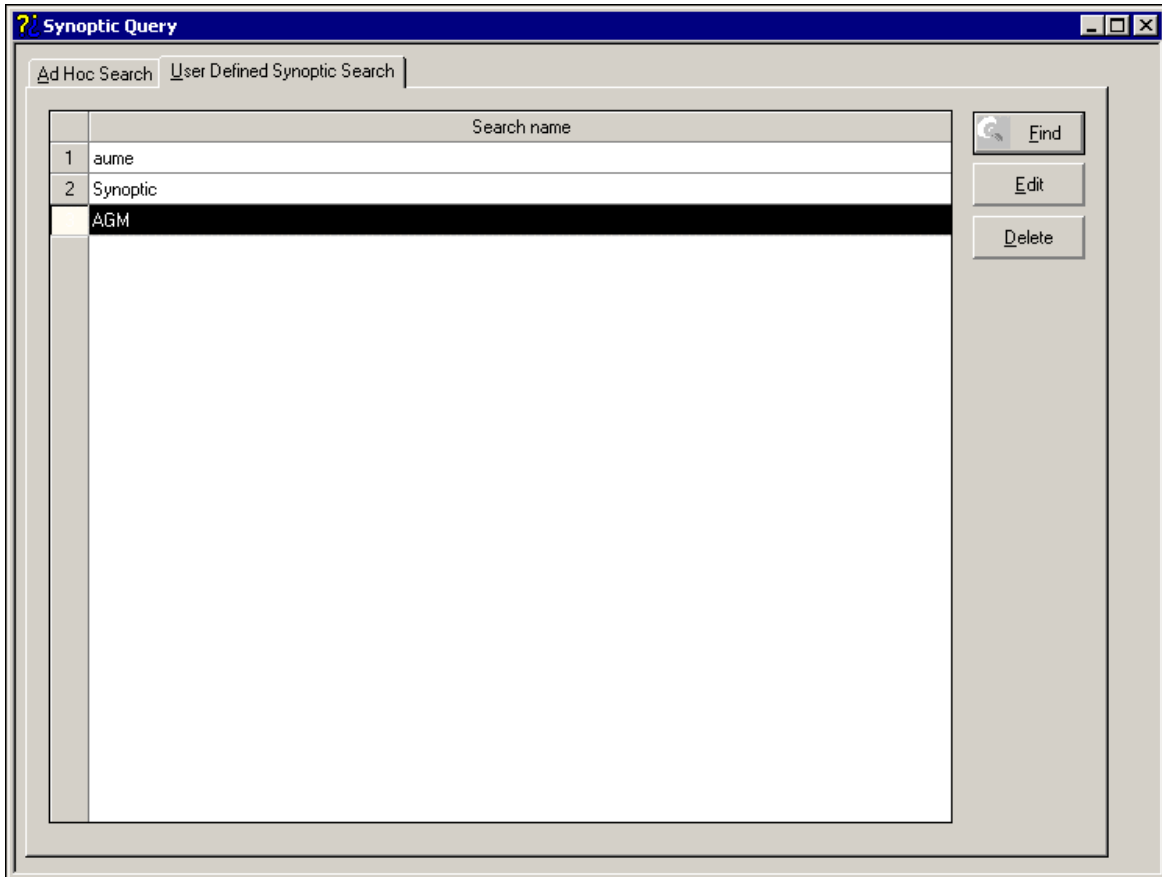 Synoptic Query
Ad Hoc Search User Defined Synoptic Search
Search name
Find
1 aume
2 Synoptic
Edit
AGM
Delete